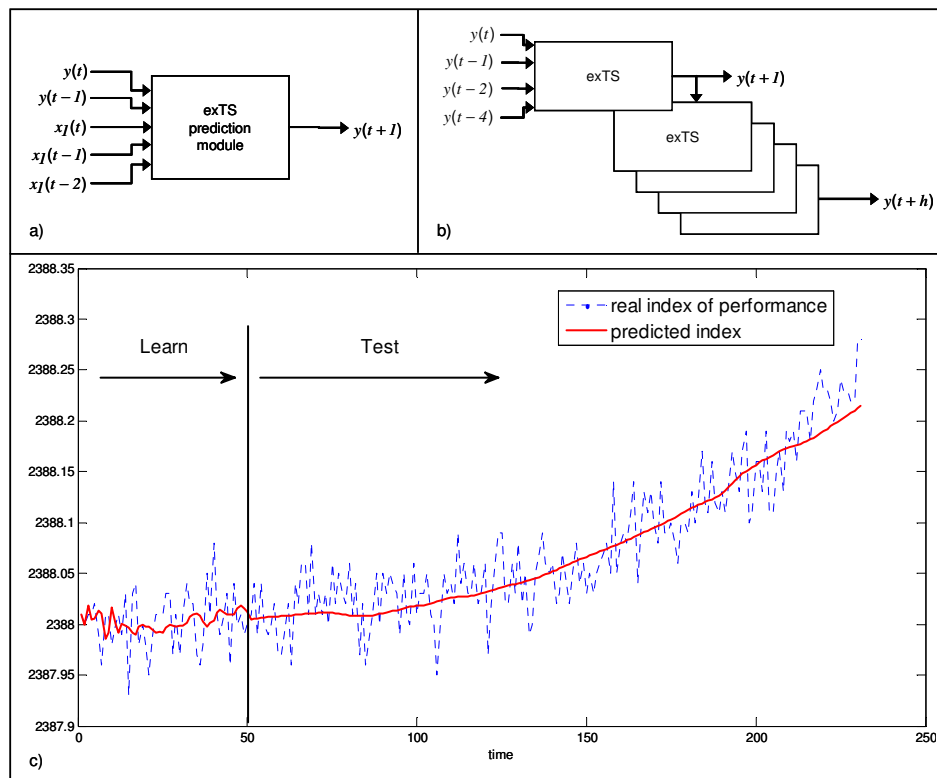 y(t)
y(t−1)
x1(t)
x1(t−1)
x1(t−2)
exTS
prediction
module
y(t+1)
a)
y(t)
y(t−1)
y(t−2)
y(t−4)
exTS
y(t+1)
exTS
y(t+h)
b)
2388.35
2388.3
2388.25
2388.2
2388.15
2388.1
2388.05
2388
2387.95
2387.9
real index of performance
predicted index
Learn
Test
0
50
100
150
200
250
time
c)